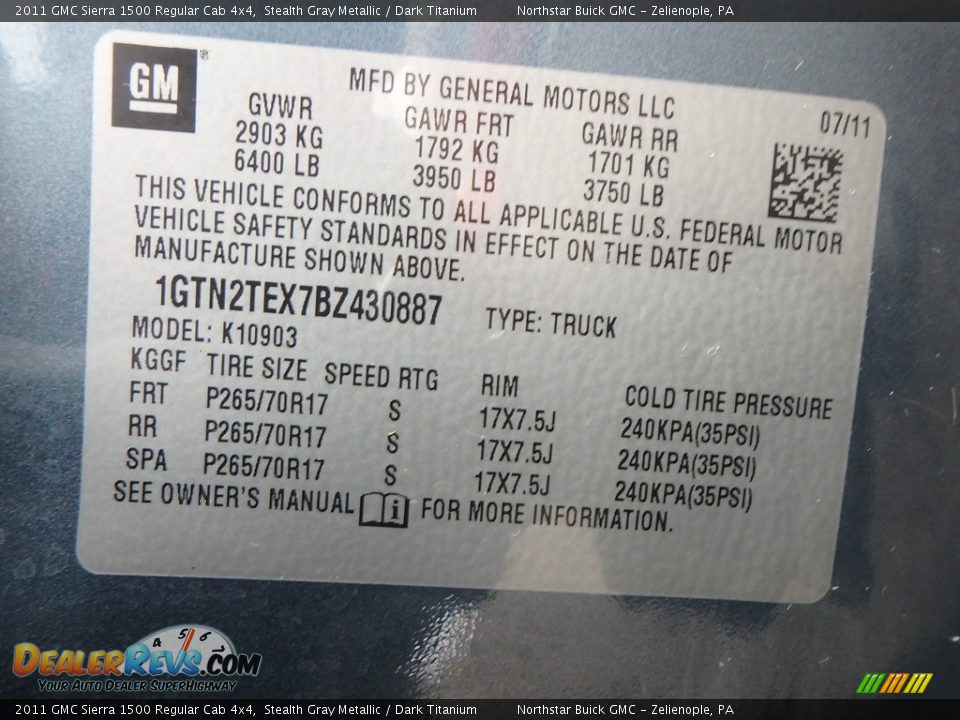 2011 GMC Sierra 1500 Regular Cab 4x4, Stealth Gray Metallic / Dark Titanium Northstar Buick GMC - Zelienople, PA
GM
MFD BY GENERAL MOTORS LLC
07/11
GVWR GAWR FRT GAWR RR
2903 KG 1792 KG 1701 KG
6400 LB 3950 LB 3750 LB
THIS VEHICLE CONFORMS TO ALL APPLICABLE U.S. FEDERAL MOTOR
VEHICLE SAFETY STANDARDS IN EFFECT ON THE DATE OF
MANUFACTURE SHOWN ABOVE.
1GTN2TEX7BZ430887 TYPE: TRUCK
MODEL: K10903
KGGF TIRE SIZE SPEED RTG RIM COLD TIRE PRESSURE
FRT P265/70R17 S 17X7.5J 240KPA(35PSI)
RR P265/70R17 S 17X7.5J 240KPA(35PSI)
SPA P265/70R17 S 17X7.5J 240KPA(35PSI)
SEE OWNER'S MANUAL i FOR MORE INFORMATION.
4 5 6
DEALERREVS.COM
YOUR AUTO DEALER SUPERHIGHWAY
2011 GMC Sierra 1500 Regular Cab 4x4, Stealth Gray Metallic / Dark Titanium Northstar Buick GMC - Zelienople, PA